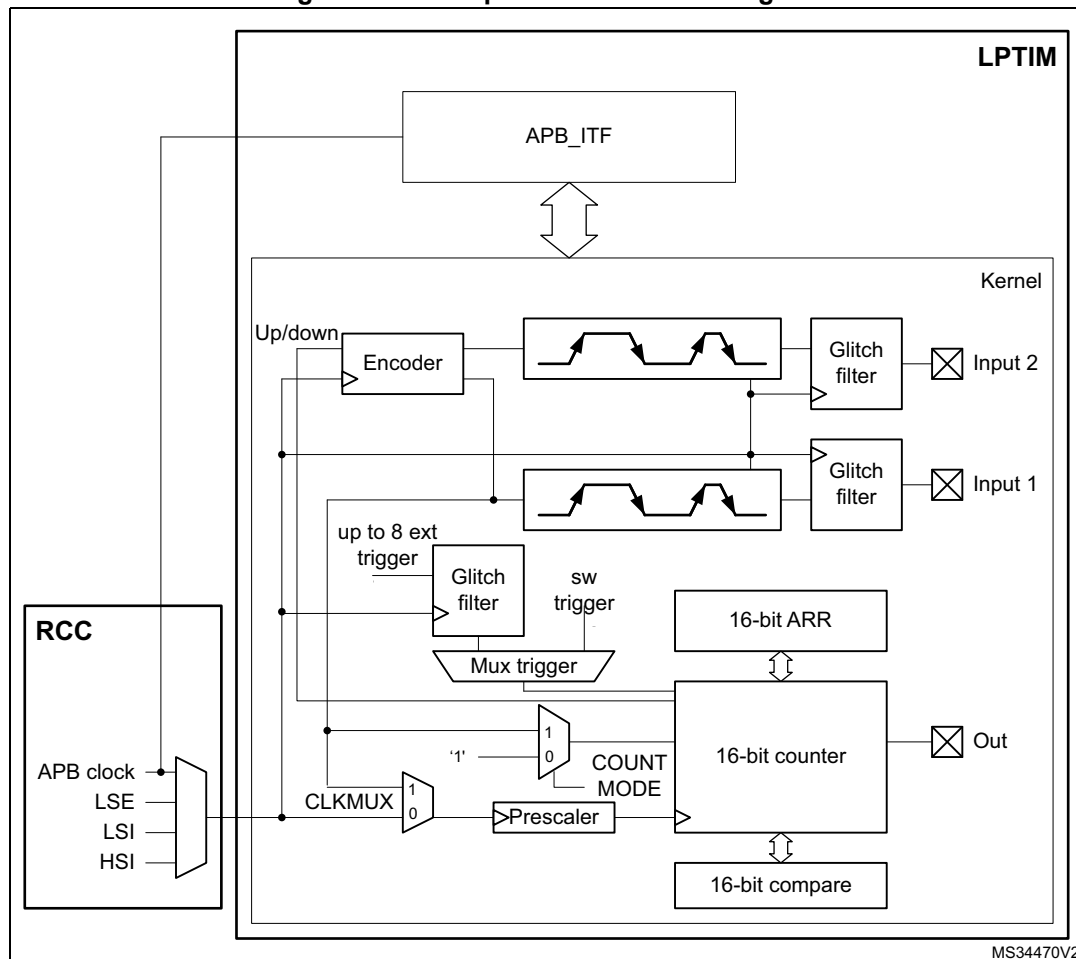 LPTIM
APB_ITF
Kernel
Up/down
Encoder
Glitch
filter
Input 2
Glitch
filter
Input 1
up to 8 ext
trigger
Glitch
filter
sw
trigger
Mux trigger
16-bit ARR
RCC
1
0
'1'
COUNT
MODE
16-bit counter
Out
APB clock
LSE
LSI
HSI
CLKMUX
1
0
Prescaler
16-bit compare
MS34470V2